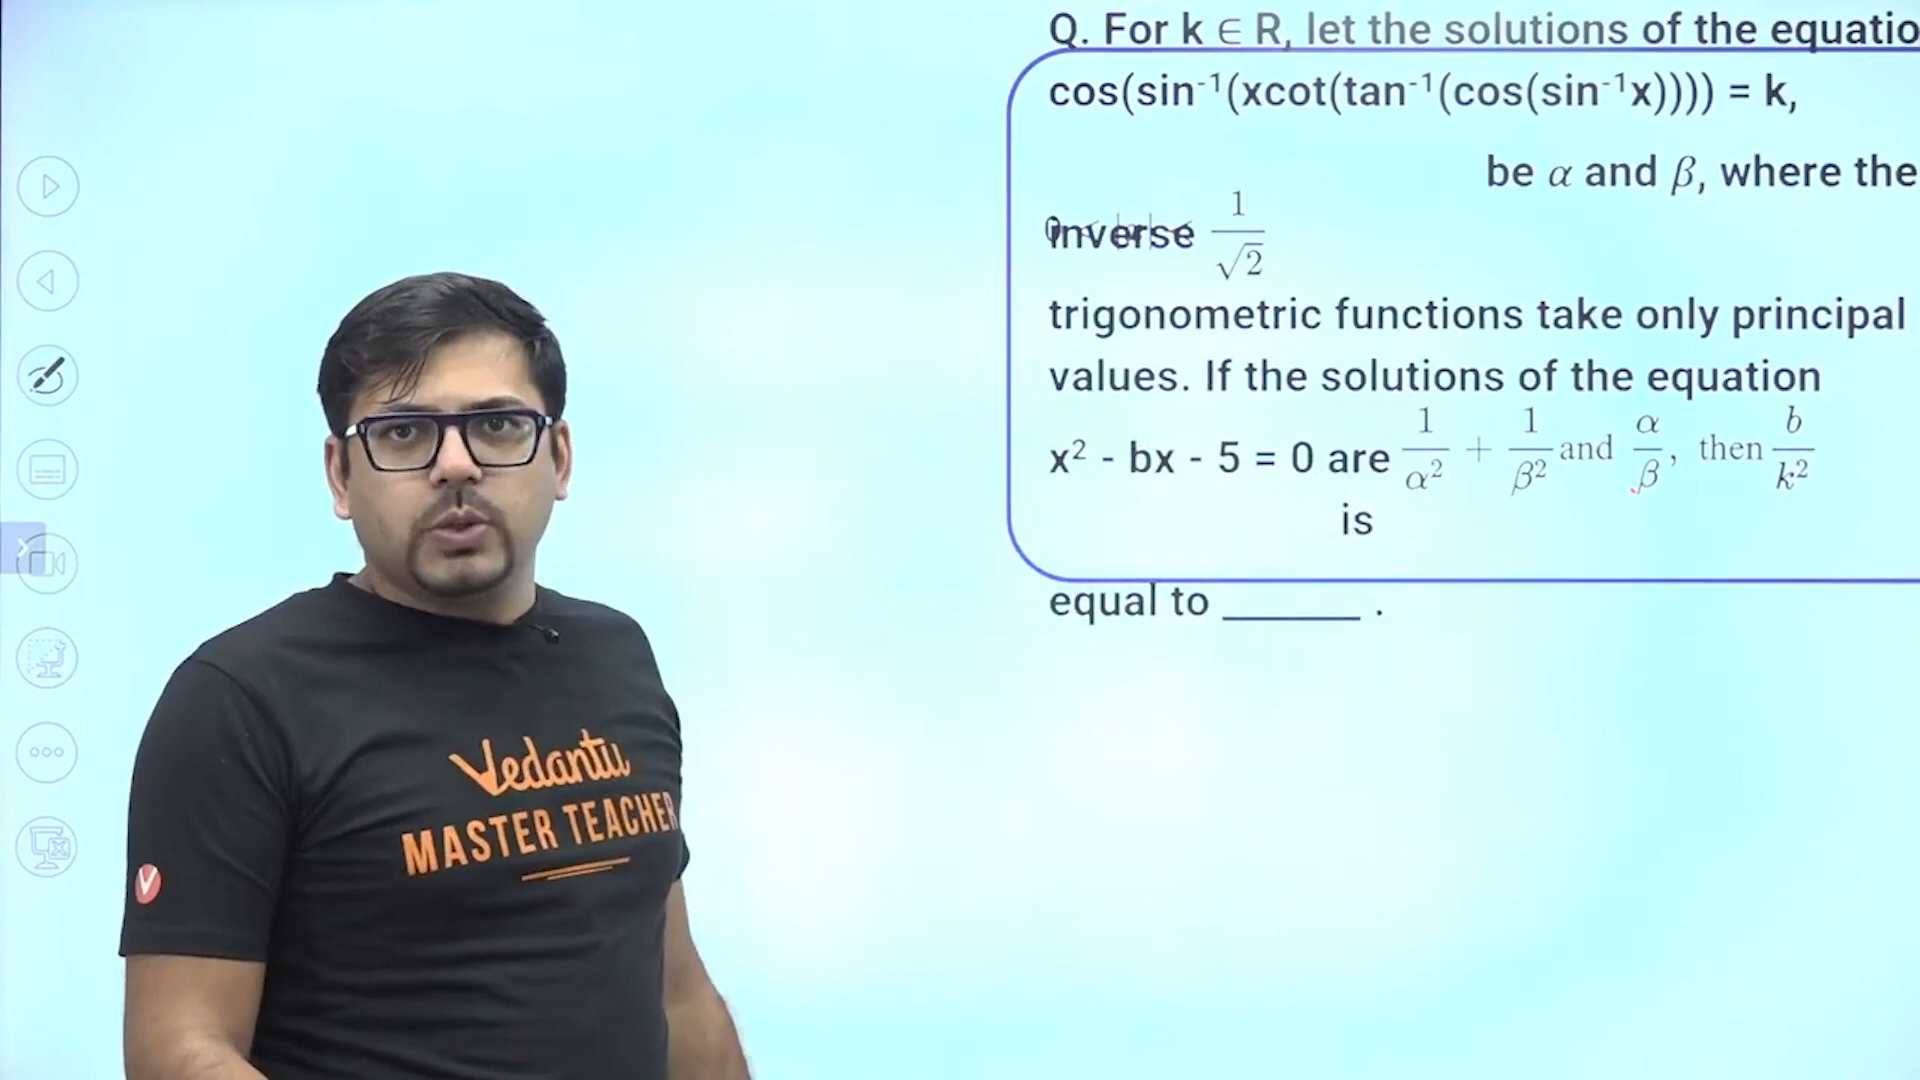 Q. For k ∈ R, let the solutions of the equatio
cos(sin⁻¹(xcot(tan⁻¹(cos(sin⁻¹x)))) = k,
be α and β, where the
Inverse 1/√2
trigonometric functions take only principal
values. If the solutions of the equation
x² - bx - 5 = 0 are 1/α² + 1/β² and α/β, then b/k²
is
equal to ______ .
Vedantu
MASTER TEACHER
V